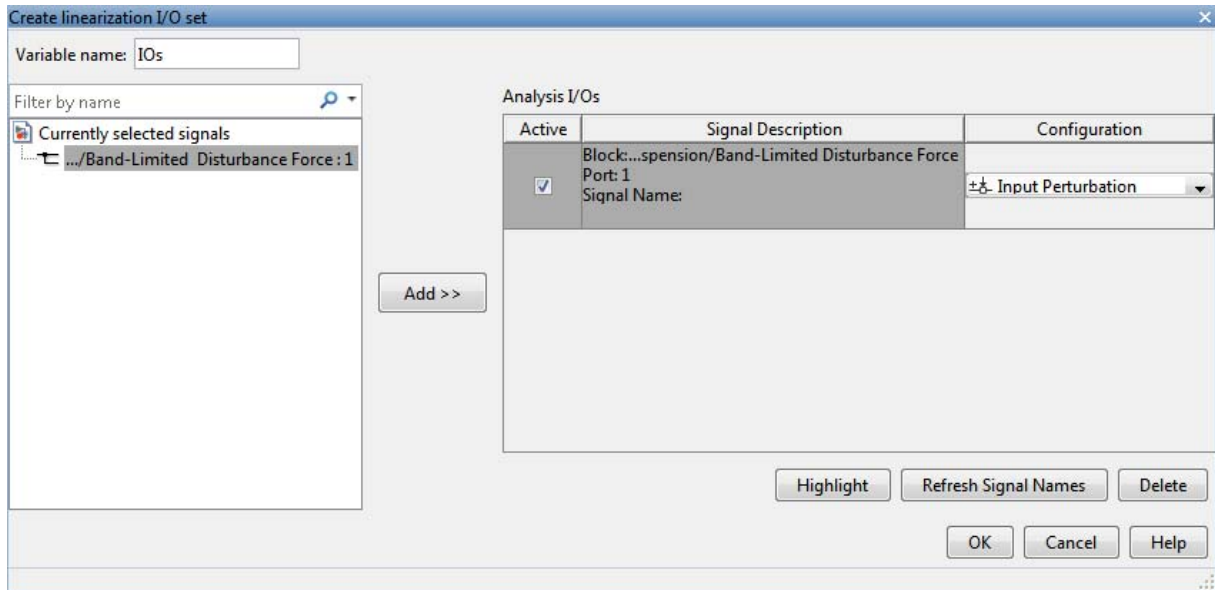 Create linearization I/O set
Variable name: IOs
Filter by name
Currently selected signals
.../Band-Limited Disturbance Force : 1
Add >>
Analysis I/Os
Active Signal Description Configuration
Block:...spension/Band-Limited Disturbance Force
Port: 1
Signal Name:
Input Perturbation
Highlight Refresh Signal Names Delete
OK Cancel Help